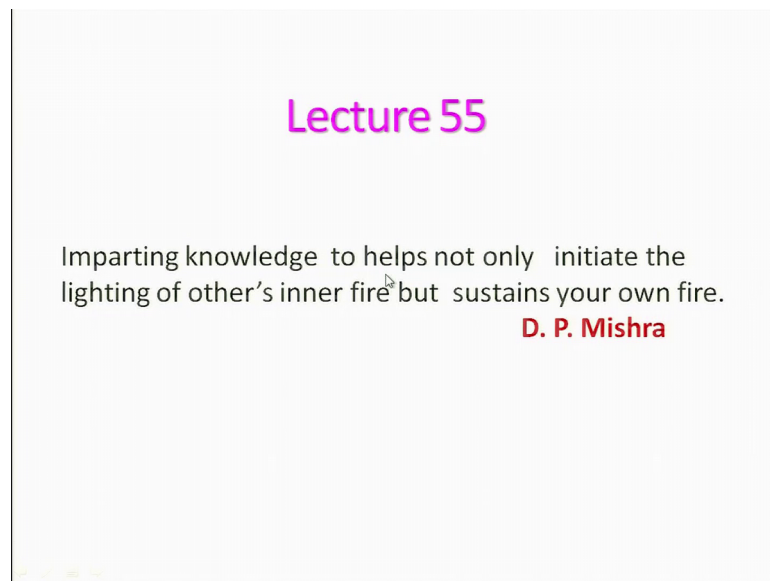 Lecture 55
Imparting knowledge to helps not only initiate the
lighting of other's inner fire but sustains your own fire.
D. P. Mishra